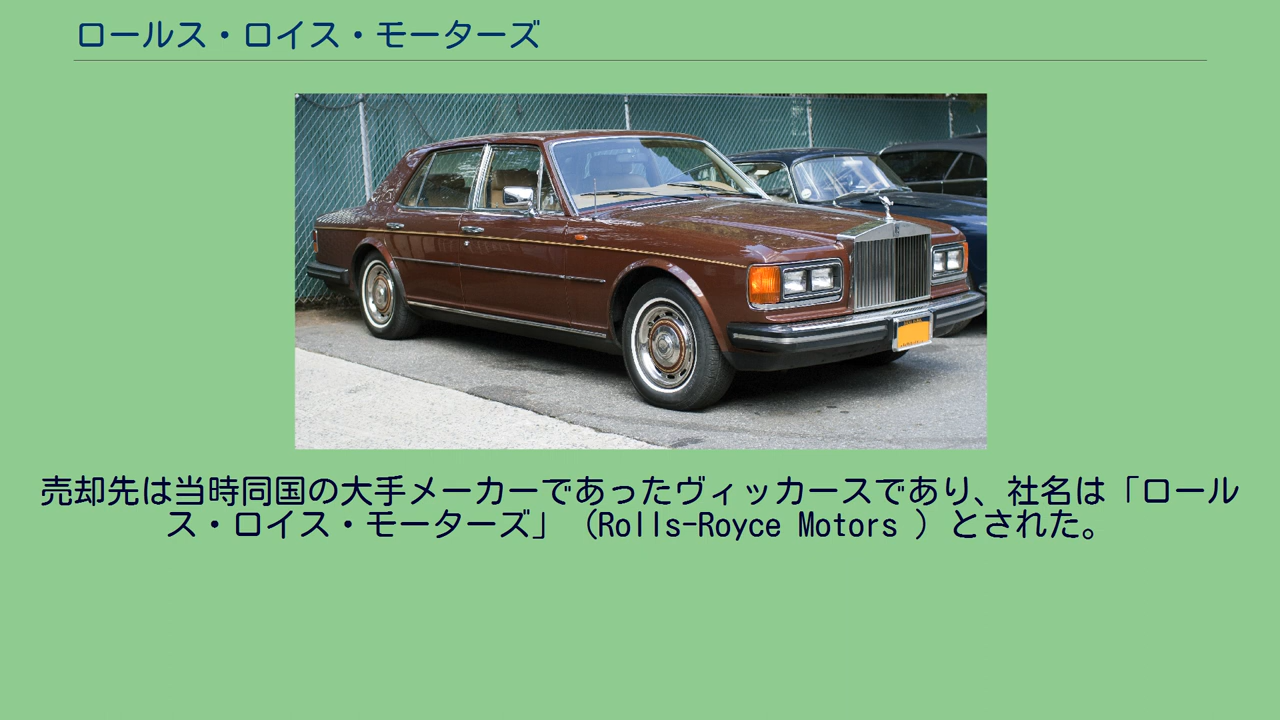 ロールス・ロイス・モーターズ
売却先は当時同国の大手メーカーであったヴィッカースであり、社名は「ロール
ス・ロイス・モーターズ」（Rolls-Royce Motors ）とされた。